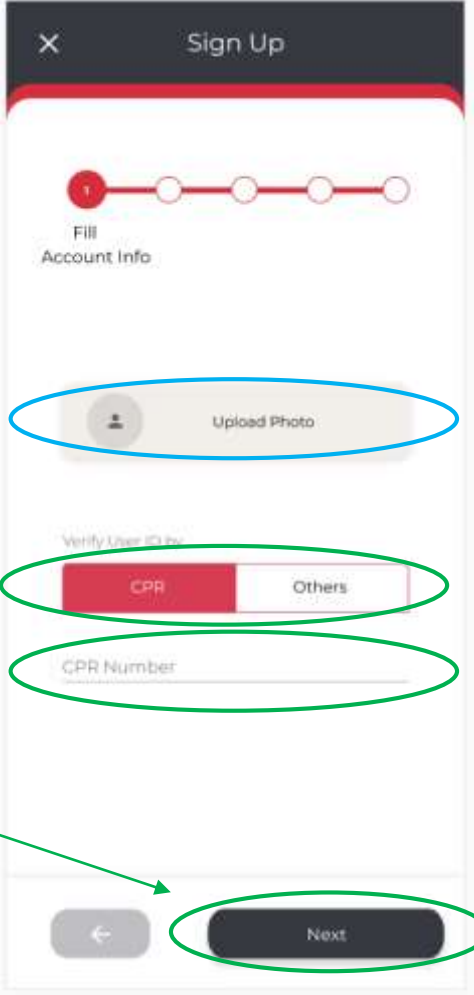 Sign Up
1
Fill
Account Info
Upload Photo
Verify User ID by
CPR
Others
CPR Number
Next